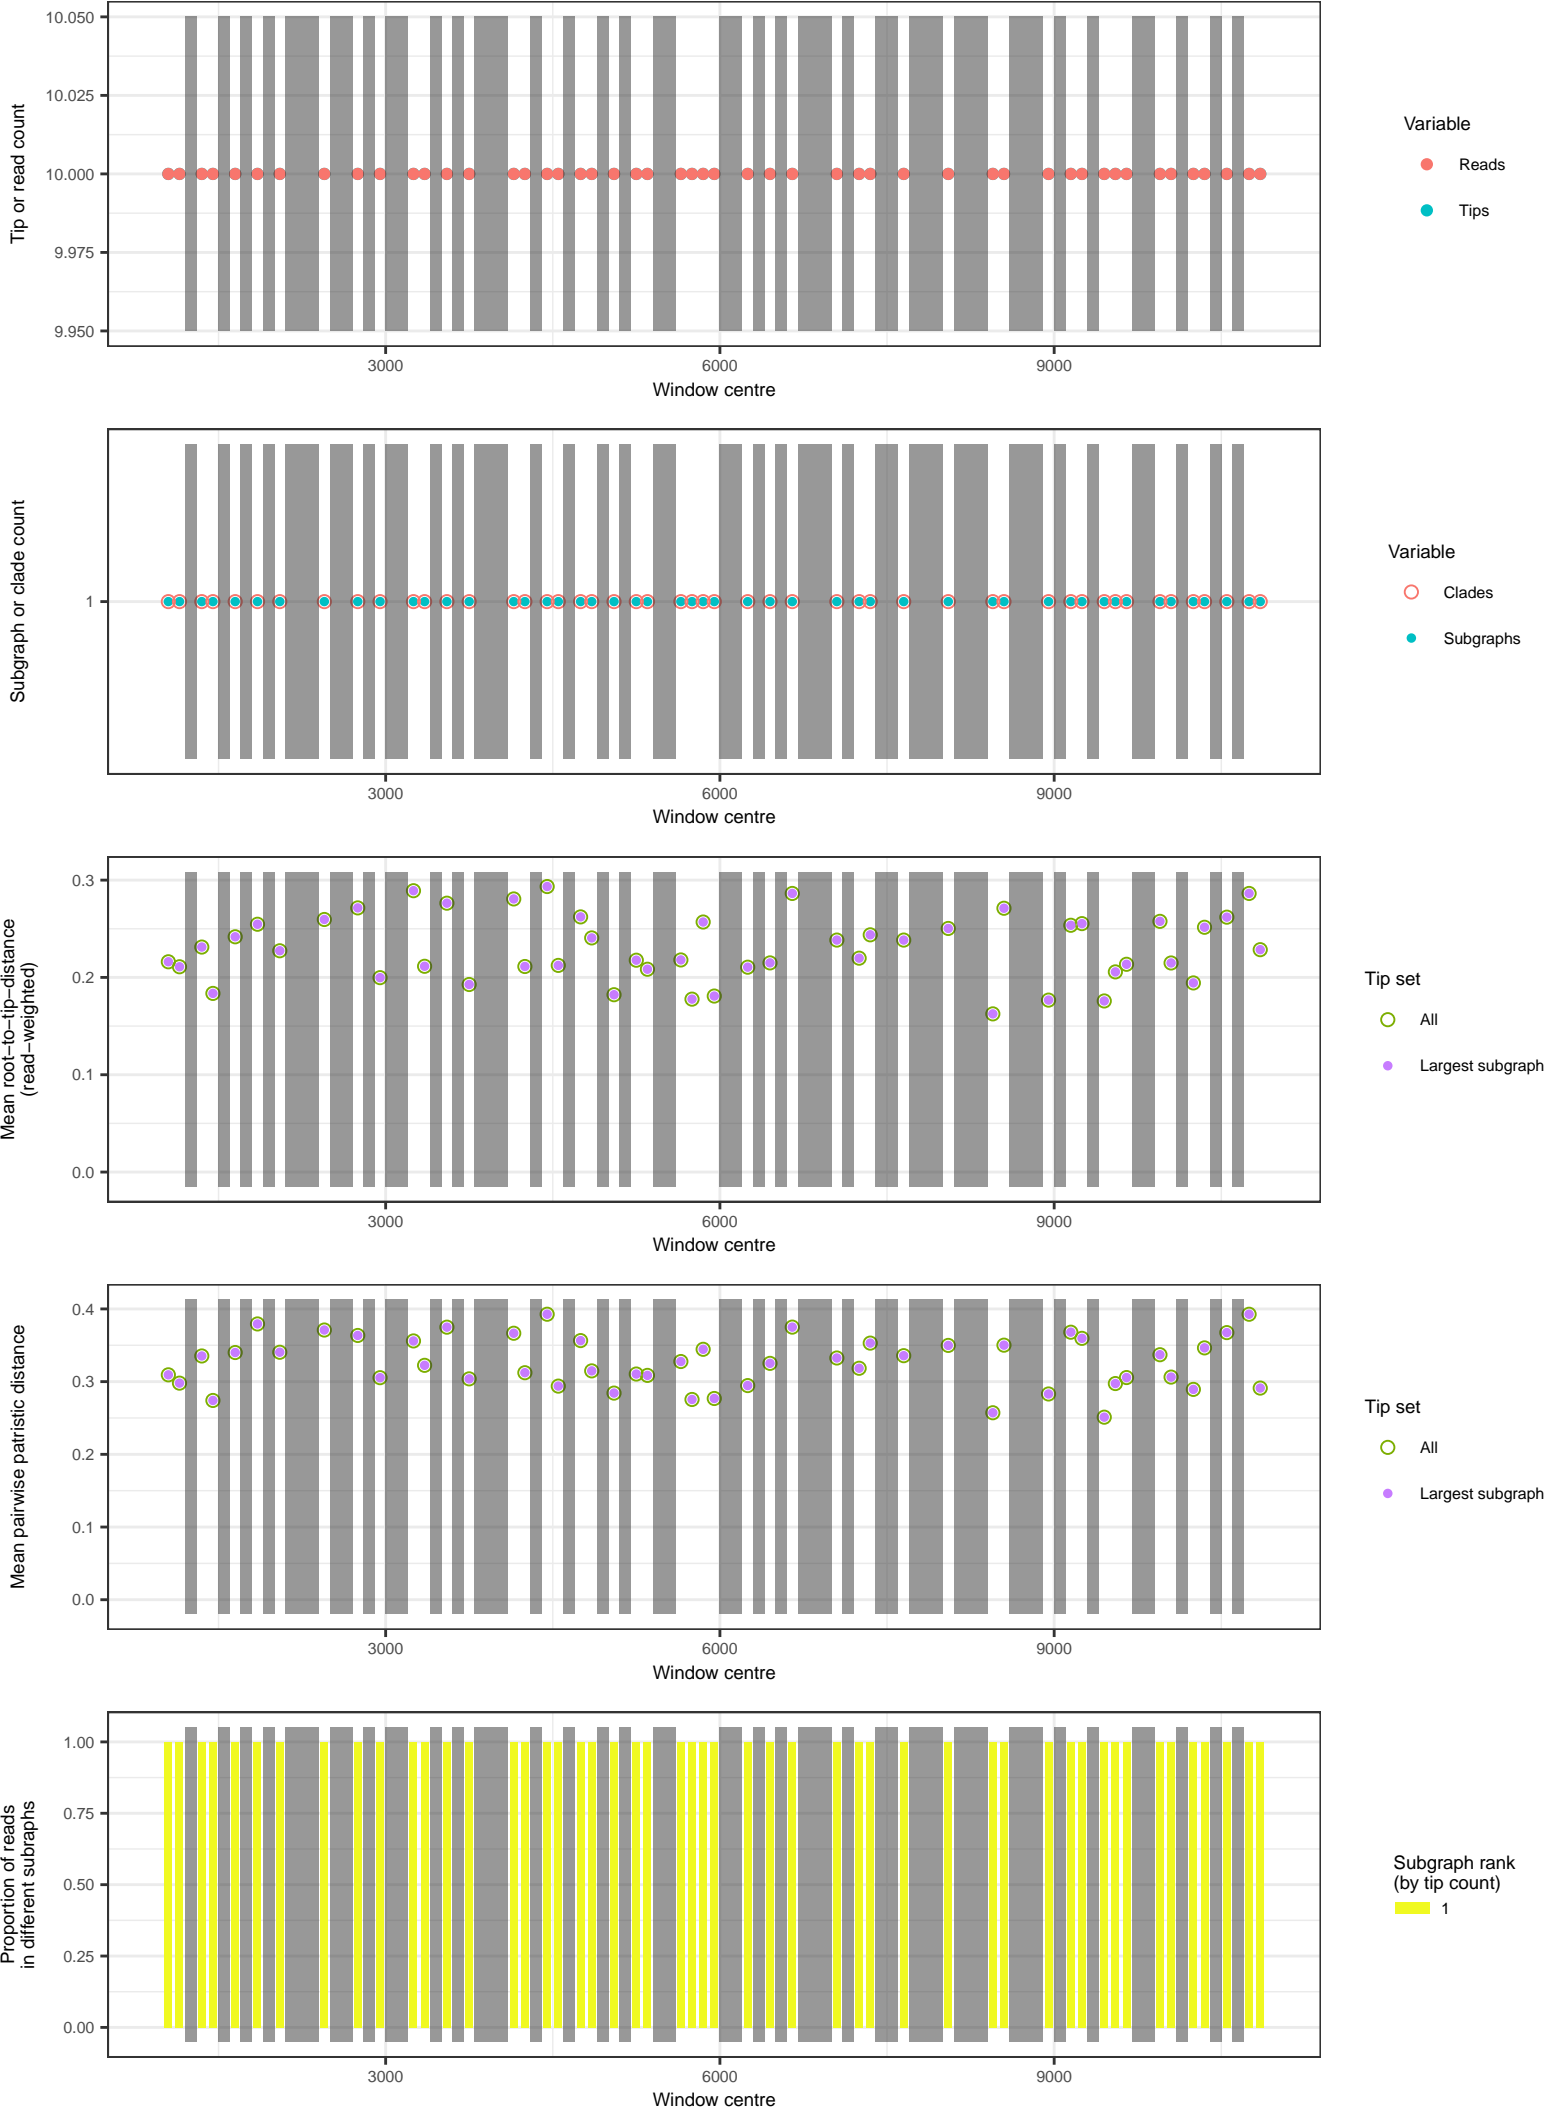 10.050
10.025
10.000
9.975
9.950
Tip or read count
3000
6000
9000
Window centre
Variable
Reads
Tips
1
Subgraph or clade count
3000
6000
9000
Window centre
Variable
Clades
Subgraphs
0.3
0.2
0.1
0.0
Mean root−to−tip−distance
(read−weighted)
3000
6000
9000
Window centre
Tip set
All
Largest subgraph
0.4
0.3
0.2
0.1
0.0
Mean pairwise patristic distance
3000
6000
9000
Window centre
Tip set
All
Largest subgraph
1.00
0.75
0.50
0.25
0.00
Proportion of reads
in different subraphs
3000
6000
9000
Window centre
Subgraph rank
(by tip count)
1